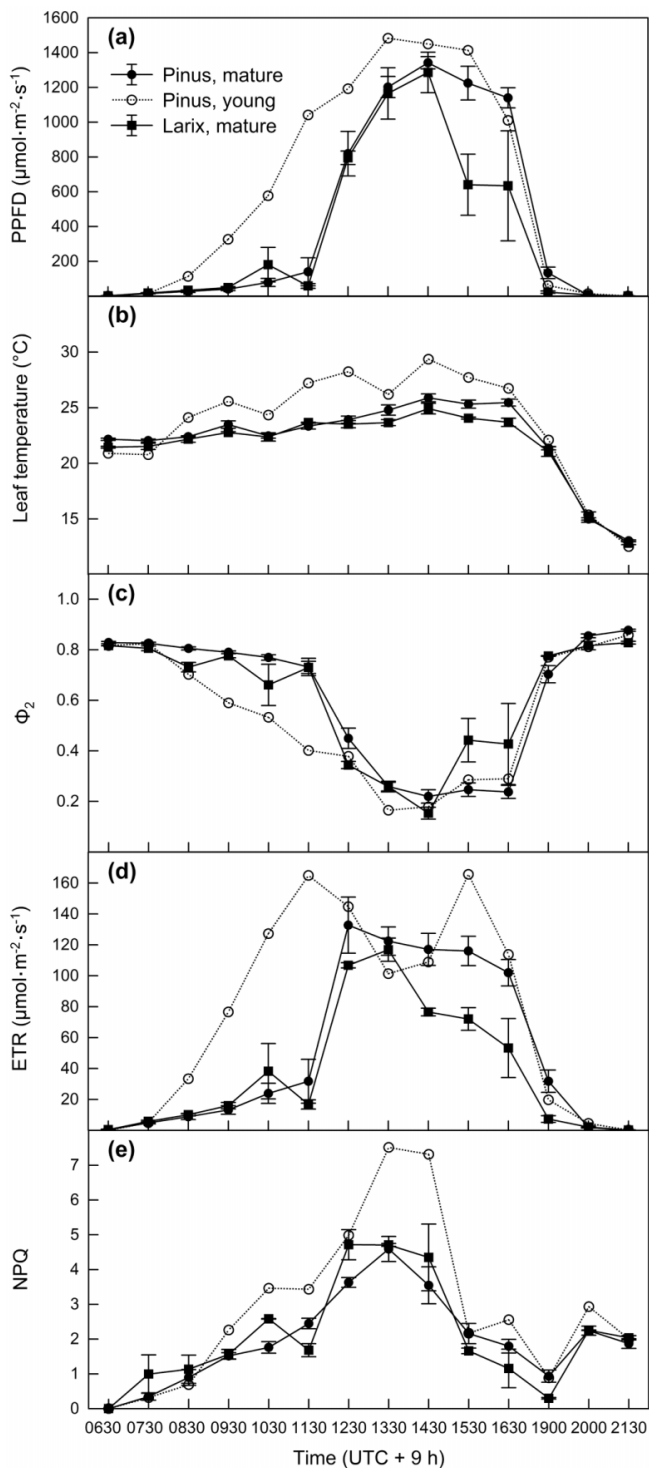 (a)
Pinus, mature
Pinus, young
Larix, mature
PPFD (μmol·m⁻²·s⁻¹)
1600
1400
1200
1000
800
600
400
200
(b)
Leaf temperature (°C)
30
25
20
15
(c)
Φ₂
1.0
0.8
0.6
0.4
0.2
(d)
ETR (μmol·m⁻²·s⁻¹)
160
140
120
100
80
60
40
20
(e)
NPQ
7
6
5
4
3
2
1
0
0630 0730 0830 0930 1030 1130 1230 1330 1430 1530 1630 1900 2000 2130
Time (UTC + 9 h)